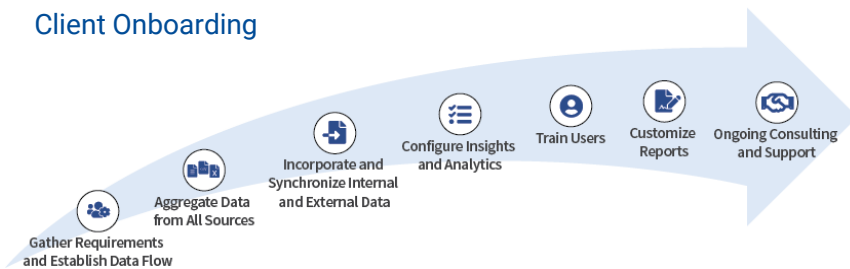 Client Onboarding
Gather Requirements
and Establish Data Flow
Aggregate Data
from All Sources
Incorporate and
Synchronize Internal
and External Data
Configure Insights
and Analytics
Train Users
Customize
Reports
Ongoing Consulting
and Support